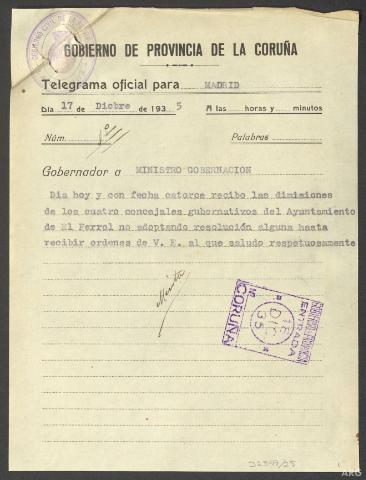 GOBIERNO DE PROVINCIA DE LA CORUÑA
Telegrama oficial para MADRID
Día 17 de Dicbre de 1935 A las horas y minutos
Núm. Palabras
Gobernador a MINISTRO GOBERNACION
Dia hoy y con fecha catorce recibo las dimisiones
de los cuatro concejales gubernativos del Ayuntamiento
de El Ferrol no adoptando resolución alguna hasta
recibir ordenes de V. E. al que saludo respetuosamente
ENTRADA
DIC
35
CORUÑA
ARG